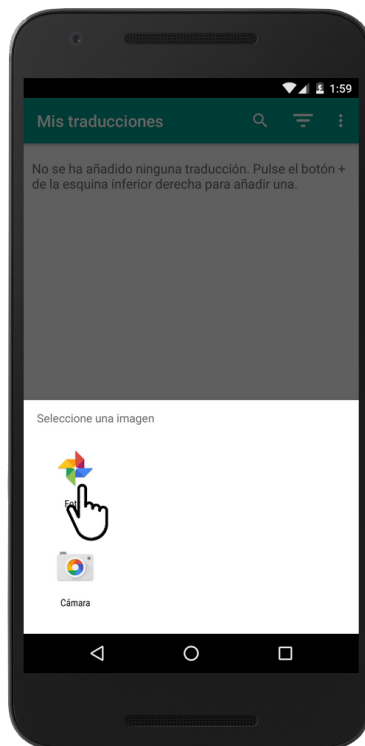 1:59
Mis traducciones
No se ha añadido ninguna traducción. Pulse el botón +
de la esquina inferior derecha para añadir una.
Seleccione una imagen
Cámara